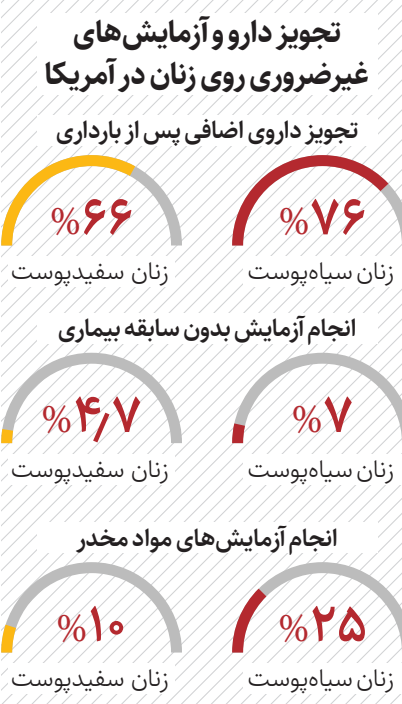 تجویز دارو و آزمایش‌های
غیرضروری روی زنان در آمریکا
تجویز داروی اضافی پس از بارداری
%۷۶
%۶۶
زنان سیاه‌پوست
زنان سفیدپوست
انجام آزمایش بدون سابقه بیماری
%۷
%۴٫۷
زنان سیاه‌پوست
زنان سفیدپوست
انجام آزمایش‌های مواد مخدر
%۲۵
%۱۰
زنان سیاه‌پوست
زنان سفیدپوست